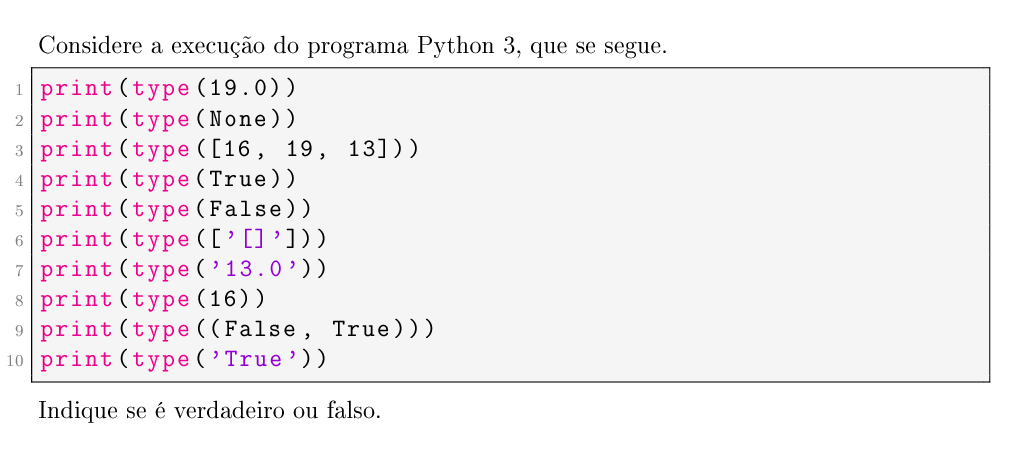 Considere a execução do programa Python 3, que se segue.
1 print(type(19.0))
2 print(type(None))
3 print(type([16, 19, 13]))
4 print(type(True))
5 print(type(False))
6 print(type(['[]']))
7 print(type('13.0'))
8 print(type(16))
9 print(type((False, True)))
10 print(type('True'))
Indique se é verdadeiro ou falso.